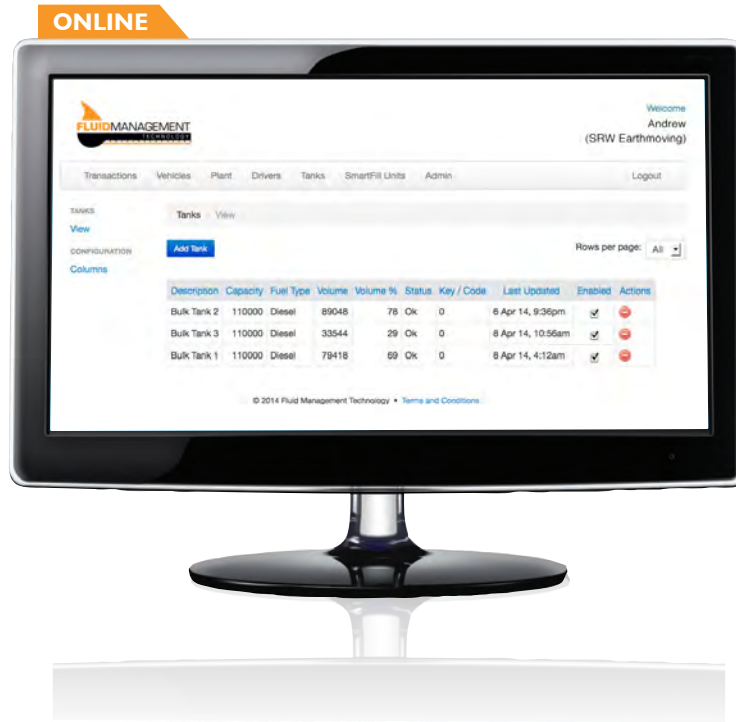 ONLINE
FLUIDMANAGEMENT
TECHNOLOGY
Welcome
Andrew
(SRW Earthmoving)
Transactions Vehicles Plant Drivers Tanks SmartFill Units Admin Logout
TANKS
View
CONFIGURATION
Columns
Tanks View
Add Tank
Rows per page: All
Description Capacity Fuel Type Volume Volume % Status Key / Code Last Updated Enabled Actions
Bulk Tank 2 110000 Diesel 89048 78 Ok 0 6 Apr 14, 9:36pm
Bulk Tank 3 110000 Diesel 33544 29 Ok 0 8 Apr 14, 10:56am
Bulk Tank 1 110000 Diesel 79418 69 Ok 0 8 Apr 14, 4:12am
© 2014 Fluid Management Technology • Terms and Conditions